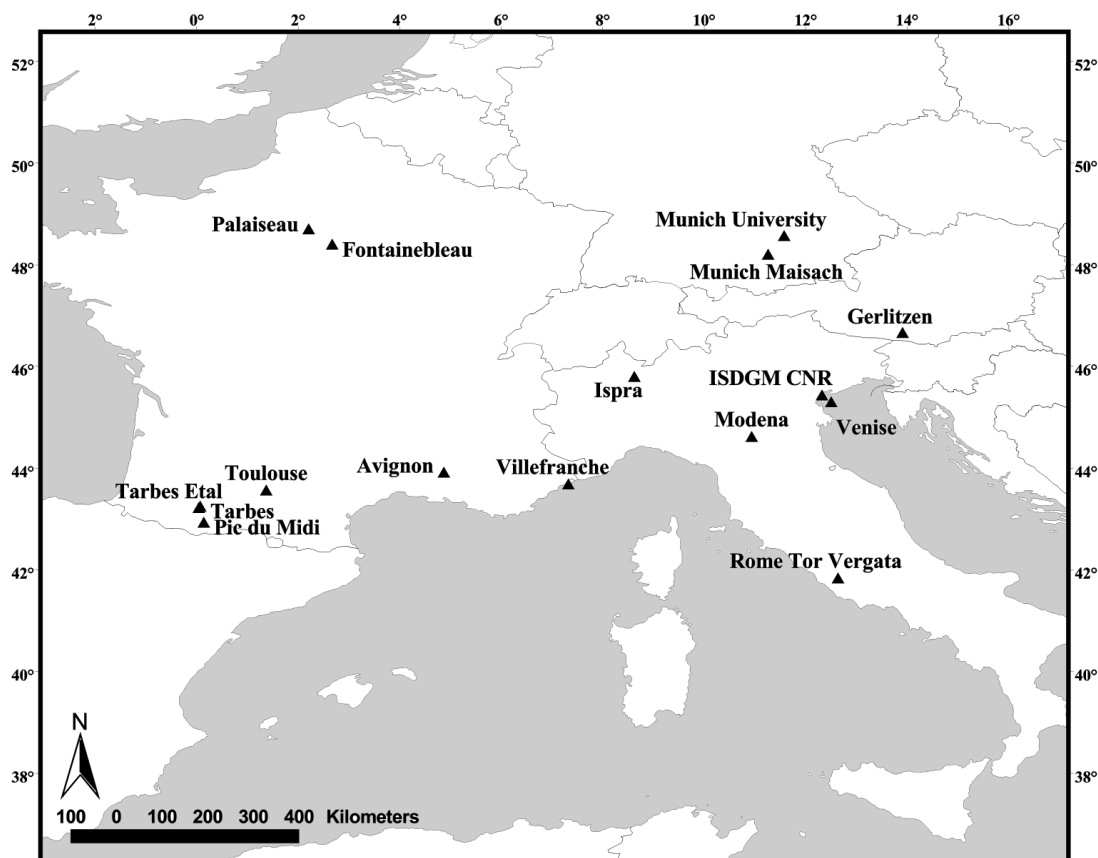 2° 0° 2° 4° 6° 8° 10° 12° 14° 16°
52° 52°
50° 50°
Palaiseau
Munich University
Fontainebleau
48° Munich Maisach 48°
Gerlitzen
46° 46°
Ispra
ISDGM CNR
Modena
Venise
44° Avignon Villefranche 44°
Toulouse
Tarbes Etal
Tarbes
Pic du Midi
42° Rome Tor Vergata 42°
40° 40°
N
38° 38°
100 0 100 200 300 400 Kilometers